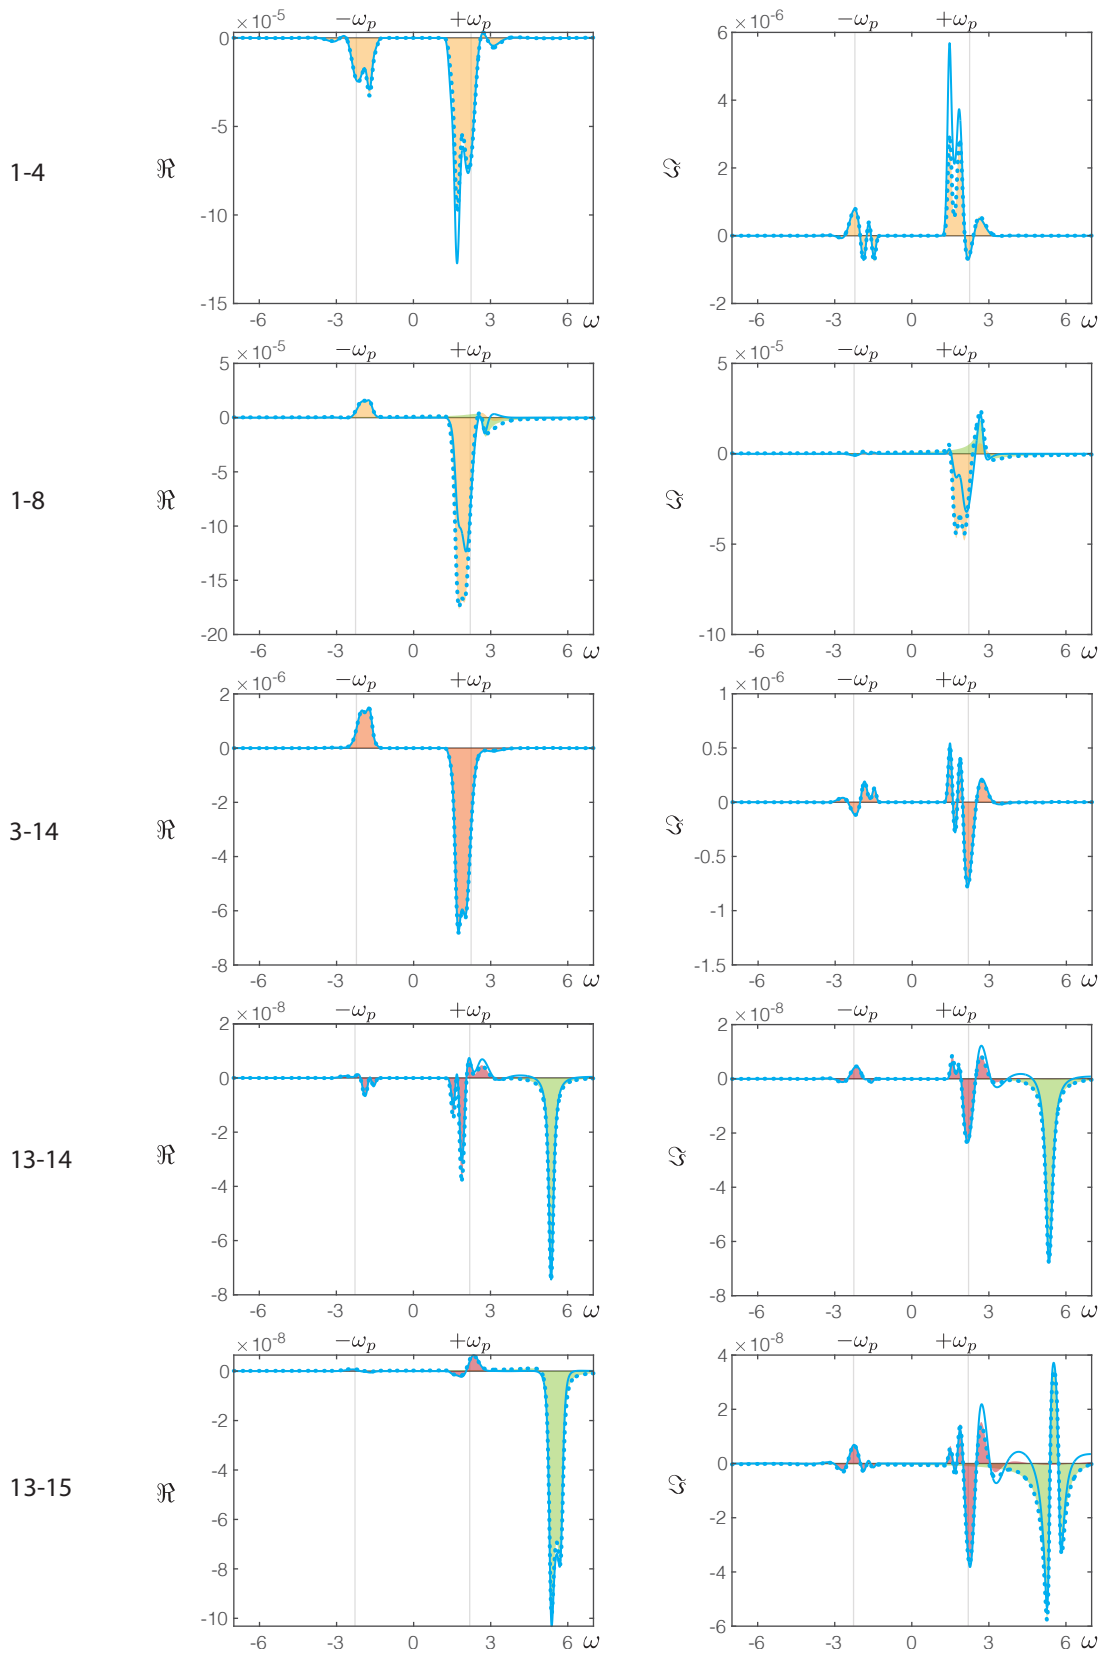 ×10⁻⁵ −ωₚ +ωₚ ×10⁻⁶ −ωₚ +ωₚ
0 -5 -10 -15
6 4 2 0 -2
1-4 ℜ ℑ
-6 -3 0 3 6 ω -6 -3 0 3 6 ω
×10⁻⁵ −ωₚ +ωₚ ×10⁻⁵ −ωₚ +ωₚ
5 0 -5 -10 -15 -20
5 0 -5 -10
1-8 ℜ ℑ
-6 -3 0 3 6 ω -6 -3 0 3 6 ω
×10⁻⁶ −ωₚ +ωₚ ×10⁻⁶ −ωₚ +ωₚ
2 0 -2 -4 -6 -8
1 0.5 0 -0.5 -1 -1.5
3-14 ℜ ℑ
-6 -3 0 3 6 ω -6 -3 0 3 6 ω
×10⁻⁸ −ωₚ +ωₚ ×10⁻⁸ −ωₚ +ωₚ
2 0 -2 -4 -6 -8
2 0 -2 -4 -6 -8
13-14 ℜ ℑ
-6 -3 0 3 6 ω -6 -3 0 3 6 ω
×10⁻⁸ −ωₚ +ωₚ ×10⁻⁸ −ωₚ +ωₚ
0 -2 -4 -6 -8 -10
4 2 0 -2 -4 -6
13-15 ℜ ℑ
-6 -3 0 3 6 ω -6 -3 0 3 6 ω